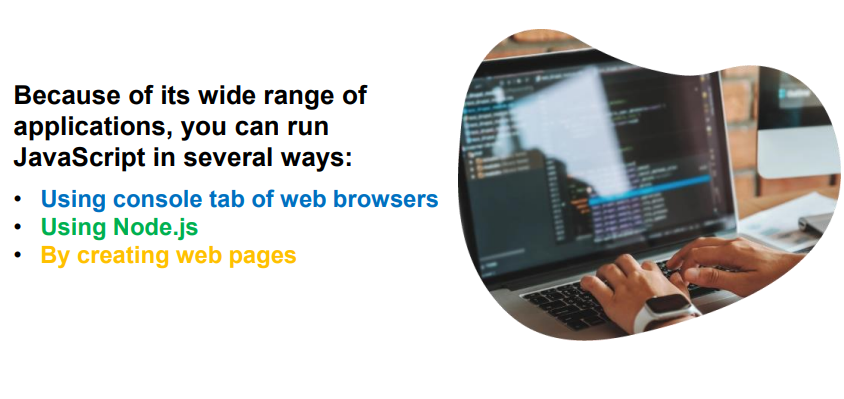 Because of its wide range of
applications, you can run
JavaScript in several ways:
• Using console tab of web browsers
• Using Node.js
• By creating web pages